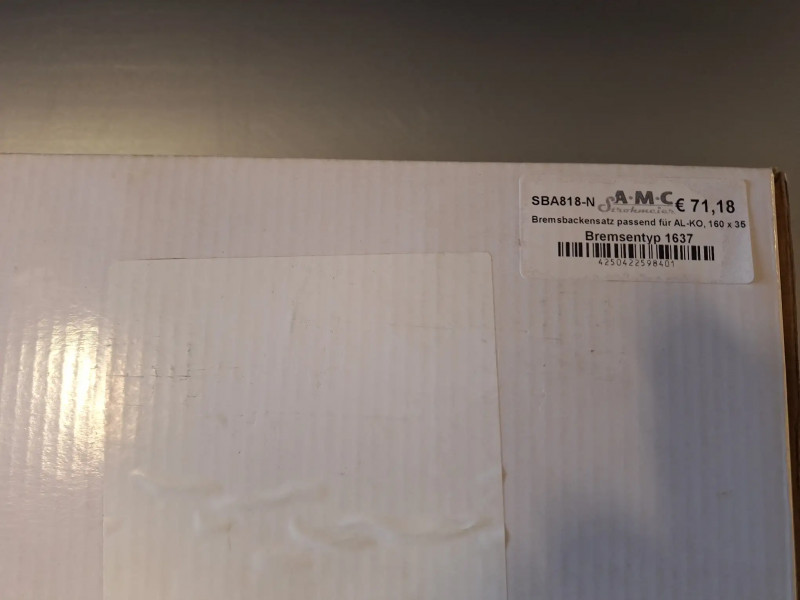 SBA818-N A·M·C € 71,18
Strohmeier
Bremsbackensatz passend für AL-KO, 160 x 35
Bremsentyp 1637
4250422598401